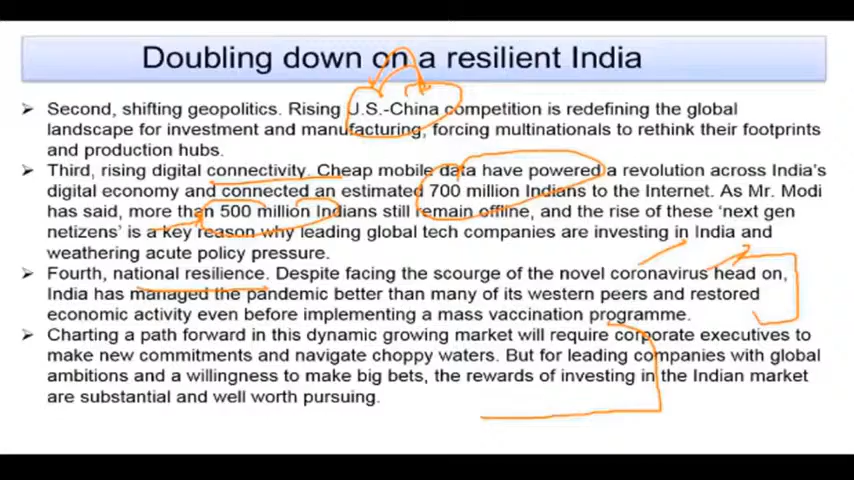 Doubling down on a resilient India
➢ Second, shifting geopolitics. Rising U.S.-China competition is redefining the global
landscape for investment and manufacturing, forcing multinationals to rethink their footprints
and production hubs.
➢ Third, rising digital connectivity. Cheap mobile data have powered a revolution across India's
digital economy and connected an estimated 700 million Indians to the Internet. As Mr. Modi
has said, more than 500 million Indians still remain offline, and the rise of these 'next gen
netizens' is a key reason why leading global tech companies are investing in India and
weathering acute policy pressure.
➢ Fourth, national resilience. Despite facing the scourge of the novel coronavirus head on,
India has managed the pandemic better than many of its western peers and restored
economic activity even before implementing a mass vaccination programme.
➢ Charting a path forward in this dynamic growing market will require corporate executives to
make new commitments and navigate choppy waters. But for leading companies with global
ambitions and a willingness to make big bets, the rewards of investing in the Indian market
are substantial and well worth pursuing.